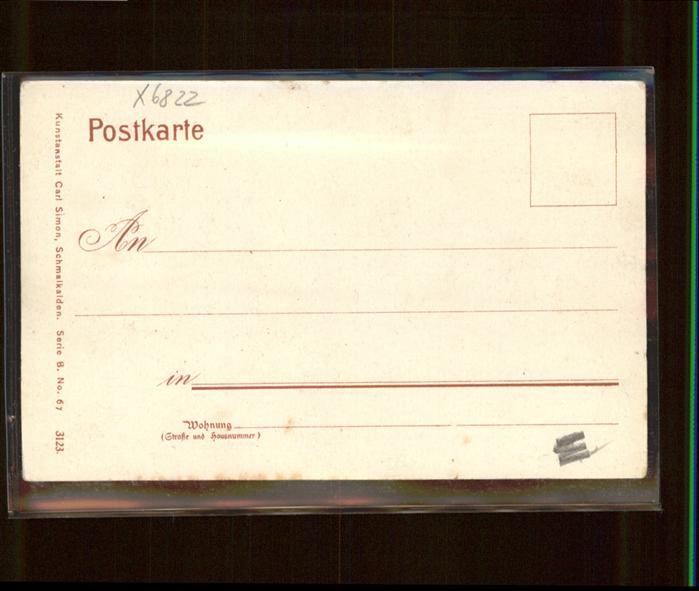 X6822
Postkarte
An
in
Wohnung
(Straße und Hausnummer)
Kunstanstalt Carl Simon, Schmalkalden. Serie B. No. 67 3123.